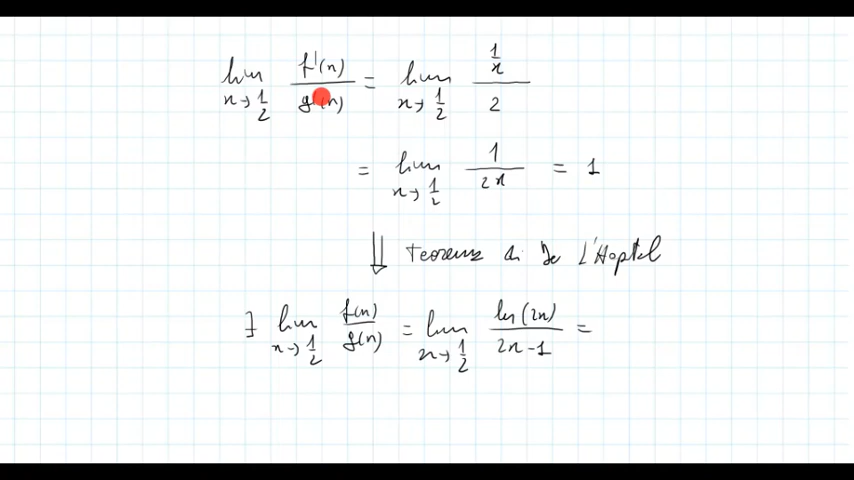 lim x→1/2 f'(x)/g'(x) = lim x→1/2 (1/x)/2
= lim x→1/2 1/(2x) = 1
⇓ Teorema di De L'Hopital
∃ lim x→1/2 f(x)/g(x) = lim x→1/2 ln(2x)/(2x-1) =